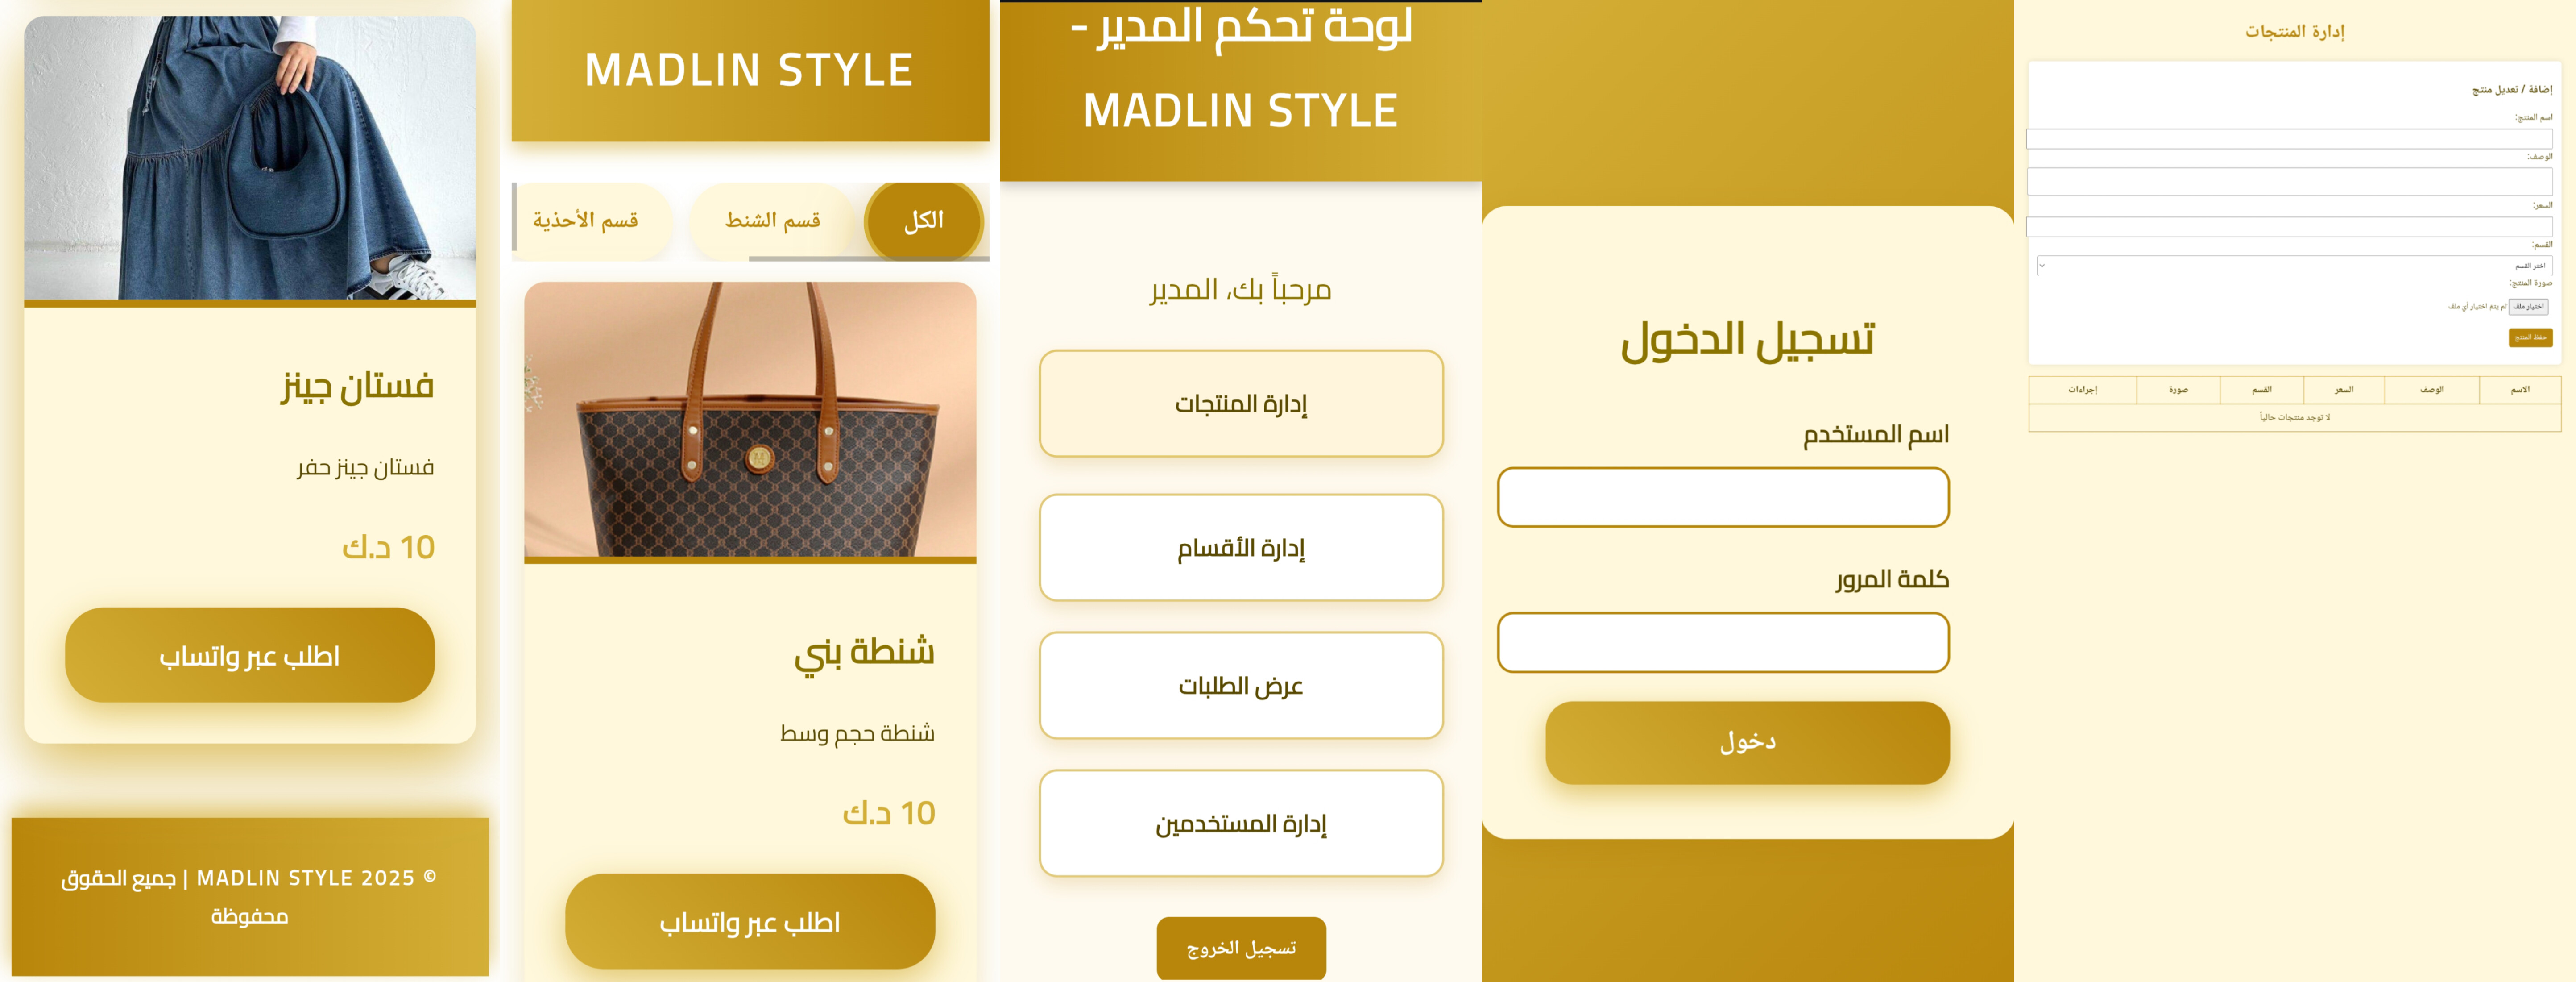 فستان جينز
فستان جينز حفر
10 د.ك
اطلب عبر واتساب
© 2025 MADLIN STYLE | جميع الحقوق
محفوظة
MADLIN STYLE
الكل
قسم الشنط
قسم الأحذية
شنطة بني
شنطة حجم وسط
10 د.ك
اطلب عبر واتساب
لوحة تحكم المدير -
MADLIN STYLE
مرحباً بك، المدير
إدارة المنتجات
إدارة الأقسام
عرض الطلبات
إدارة المستخدمين
تسجيل الخروج
تسجيل الدخول
اسم المستخدم
كلمة المرور
دخول
إدارة المنتجات
إضافة / تعديل منتج
اسم المنتج:
الوصف:
السعر:
القسم:
اختر القسم
صورة المنتج:
اختيار ملف لم يتم اختيار أي ملف
حفظ المنتج
الاسم الوصف السعر القسم صورة إجراءات
لا توجد منتجات حالياً